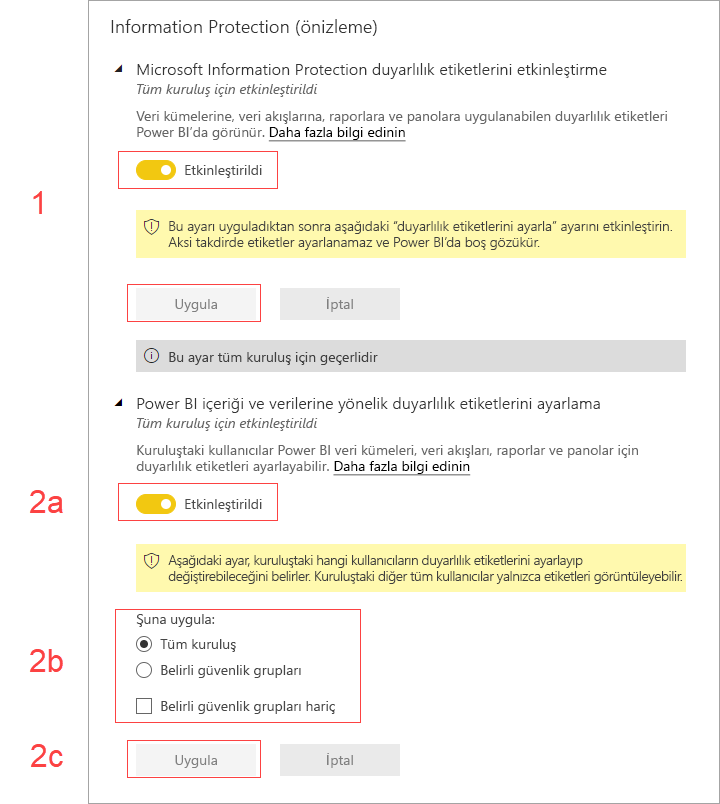 Information Protection (önizleme)
Microsoft Information Protection duyarlılık etiketlerini etkinleştirme
Tüm kuruluş için etkinleştirildi
Veri kümelerine, veri akışlarına, raporlara ve panolara uygulanabilen duyarlılık etiketleri
Power BI'da görünür. Daha fazla bilgi edinin
Etkinleştirildi
1
Bu ayarı uyguladıktan sonra aşağıdaki “duyarlılık etiketlerini ayarla” ayarını etkinleştirin.
Aksi takdirde etiketler ayarlanamaz ve Power BI'da boş gözükür.
Uygula İptal
Bu ayar tüm kuruluş için geçerlidir
Power BI içeriği ve verilerine yönelik duyarlılık etiketlerini ayarlama
Tüm kuruluş için etkinleştirildi
Kuruluştaki kullanıcılar Power BI veri kümeleri, veri akışları, raporlar ve panolar için
duyarlılık etiketleri ayarlayabilir. Daha fazla bilgi edinin
2a Etkinleştirildi
Aşağıdaki ayar, kuruluştaki hangi kullanıcıların duyarlılık etiketlerini ayarlayıp
değiştirebileceğini belirler. Kuruluştaki diğer tüm kullanıcılar yalnızca etiketleri görüntüleyebilir.
Şuna uygula:
Tüm kuruluş
2b Belirli güvenlik grupları
Belirli güvenlik grupları hariç
2c Uygula İptal